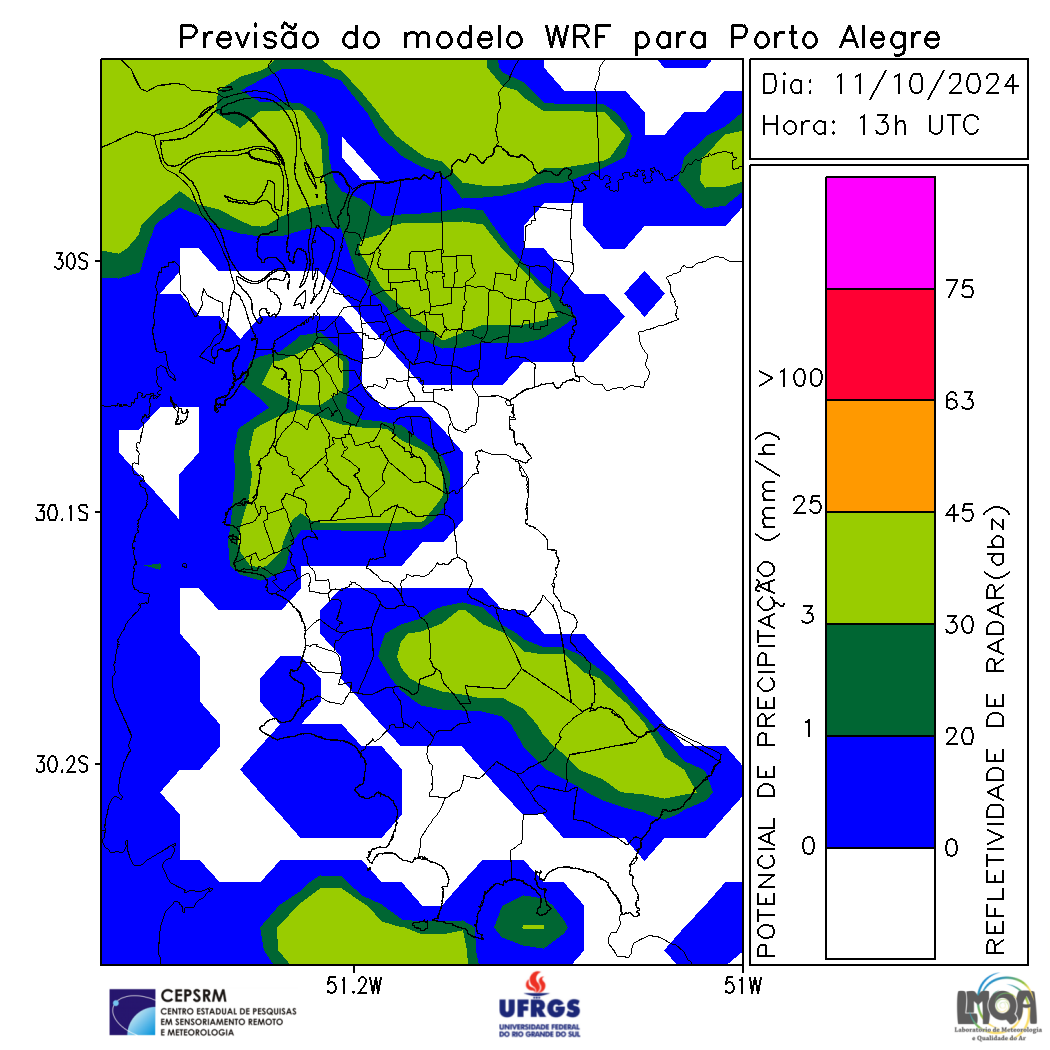 Previsão do modelo WRF para Porto Alegre
Dia: 11/10/2024
Hora: 13h UTC
30S
30.1S
30.2S
51.2W
51W
POTENCIAL DE PRECIPITAÇÃO (mm/h)
>100
25
3
1
0
75
63
45
30
20
0
REFLETIVIDADE DE RADAR(dbz)
CEPSRM
CENTRO ESTADUAL DE PESQUISAS
EM SENSORIAMENTO REMOTO
E METEOROLOGIA
UFRGS
UNIVERSIDADE FEDERAL
DO RIO GRANDE DO SUL
LMQA
Laboratório de Meteorologia
e Qualidade do Ar